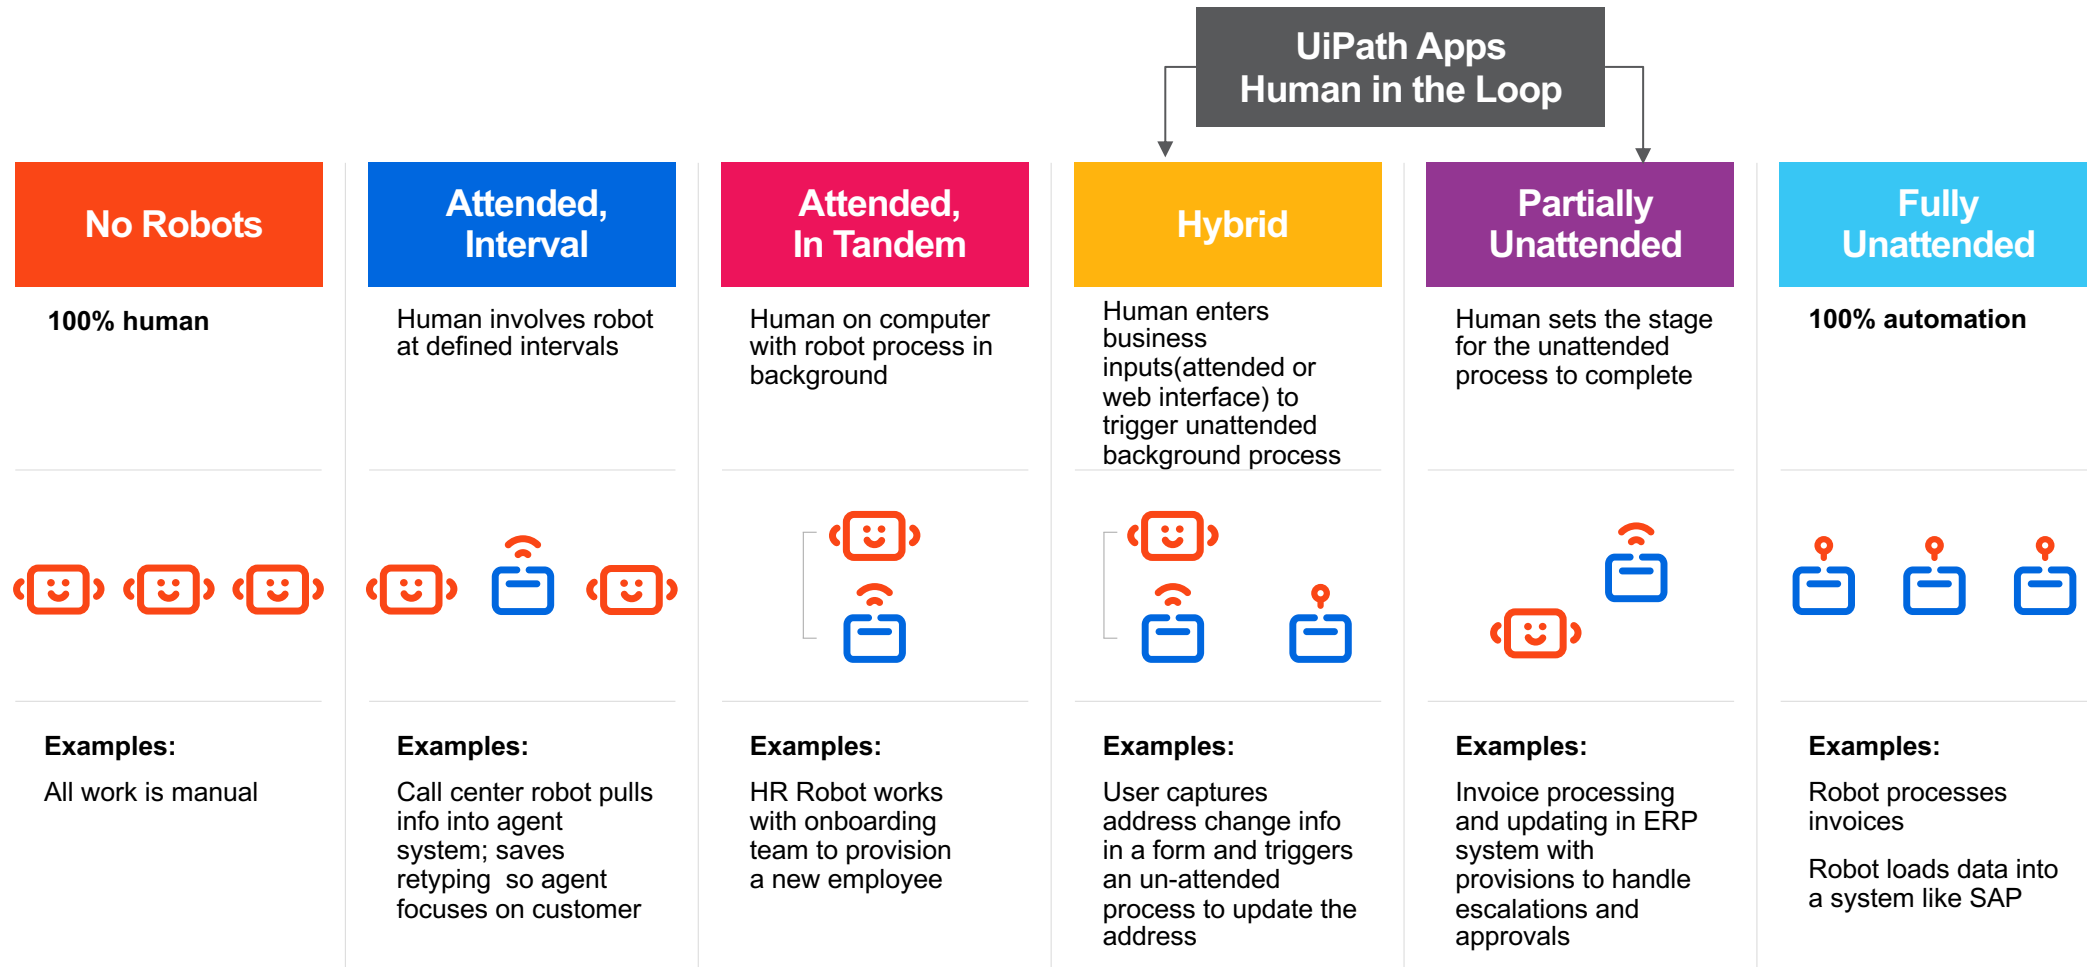 UiPath Apps
Human in the Loop
No Robots
100% human
Examples:
All work is manual
Attended,
Interval
Human involves robot
at defined intervals
Examples:
Call center robot pulls
info into agent
system; saves
retyping  so agent
focuses on customer
Attended,
In Tandem
Human on computer
with robot process in
background
Examples:
HR Robot works
with onboarding
team to provision
a new employee
Hybrid
Human enters
business
inputs(attended or
web interface) to
trigger unattended
background process
Examples:
User captures
address change info
in a form and triggers
an un-attended
process to update the
address
Partially
Unattended
Human sets the stage
for the unattended
process to complete
Examples:
Invoice processing
and updating in ERP
system with
provisions to handle
escalations and
approvals
Fully
Unattended
100% automation
Examples:
Robot processes
invoices
Robot loads data into
a system like SAP